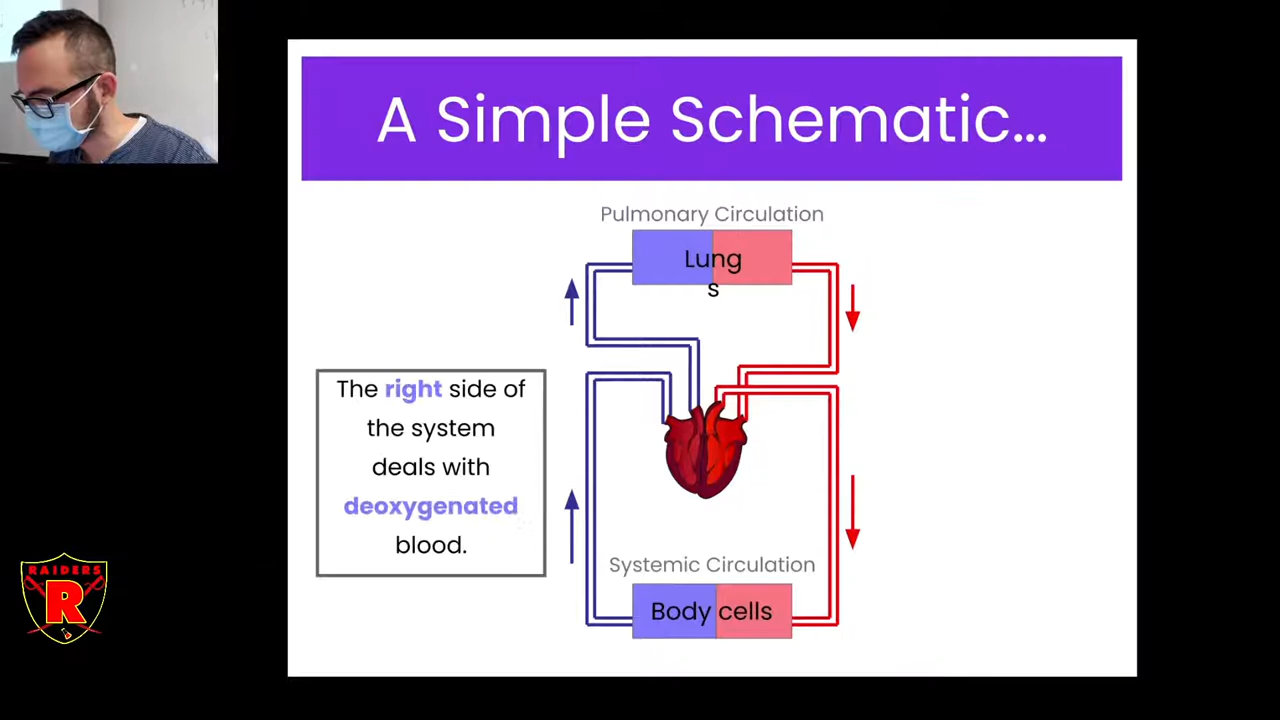 A Simple Schematic...
Pulmonary Circulation
Lung
s
The right side of
the system
deals with
deoxygenated
blood.
Systemic Circulation
Body cells
RAIDERS
R